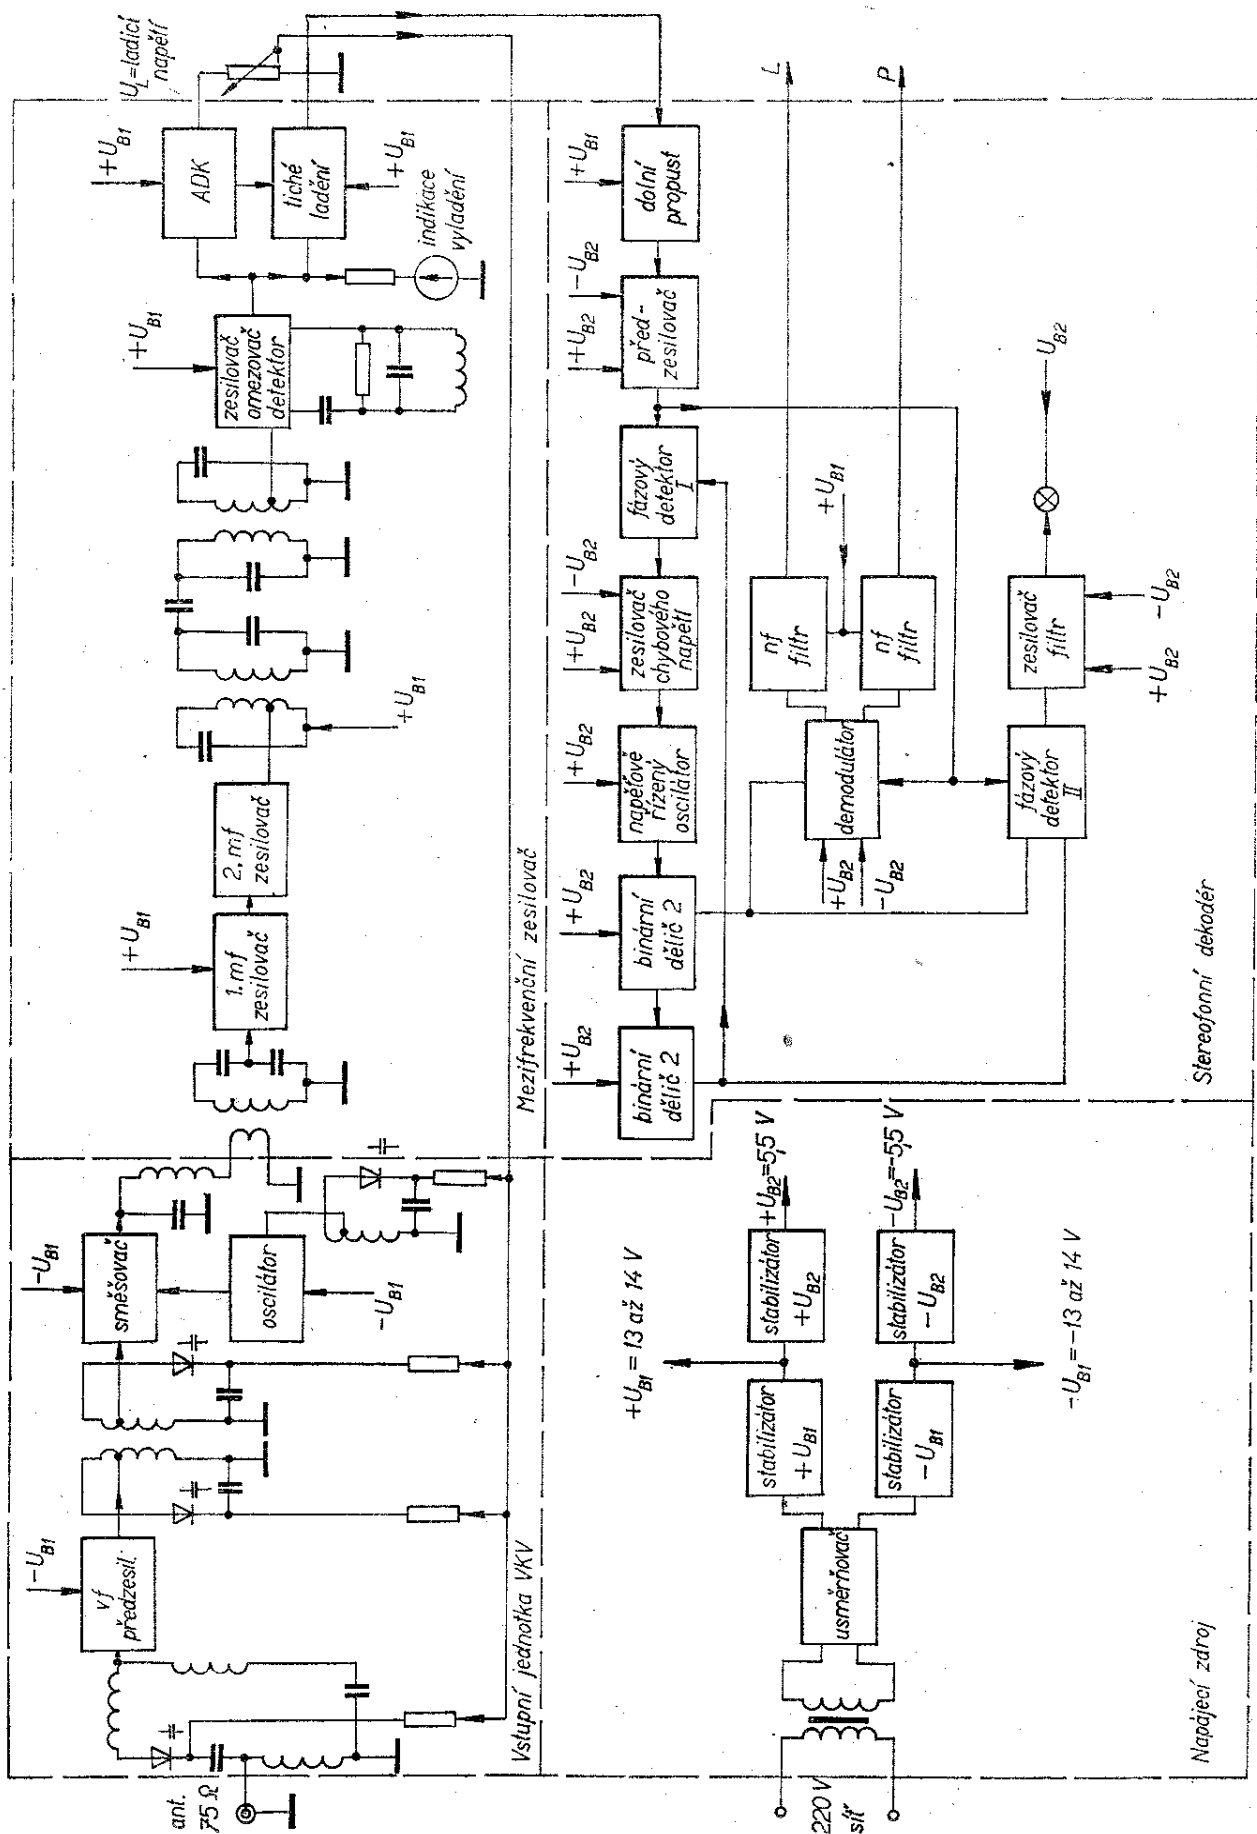 ant.
75 Ω
-U_B1
vf
předzesil.
-U_B1
směšovač
oscilátor
-U_B1
Vstupní jednotka VKV
+U_B1
1. mf
zesilovač
2. mf
zesilovač
+U_B1
+U_B1
zesilovač
omezovač
detektor
+U_B1
ADK
tiché
ladění
+U_B1
indikace
vyladění
U_L=ladicí
napětí
Mezifrekvenční zesilovač
+U_B1
dolní
propusť
-U_B2
+U_B2
před-
zesilovač
fázový
detektor
I
-U_B2
+U_B2
zesilovač
chybového
napětí
+U_B2
napěťově
řízený
oscilátor
+U_B2
binární
dělič 2
+U_B2
binární
dělič 2
L
P
+U_B1
nf
filtr
nf
filtr
demodulátor
+U_B2
-U_B2
U_B2
zesilovač
filtr
-U_B2
+U_B2
fázový
detektor
II
Stereofonní dekodér
220 V
síť
usměrňovač
stabilizátor
+U_B1
stabilizátor
-U_B1
+U_B1 = 13 až 14 V
-U_B1 = -13 až 14 V
stabilizátor
+U_B2
stabilizátor
-U_B2
+U_B2=5,5 V
-U_B2=-5,5 V
Napájecí zdroj